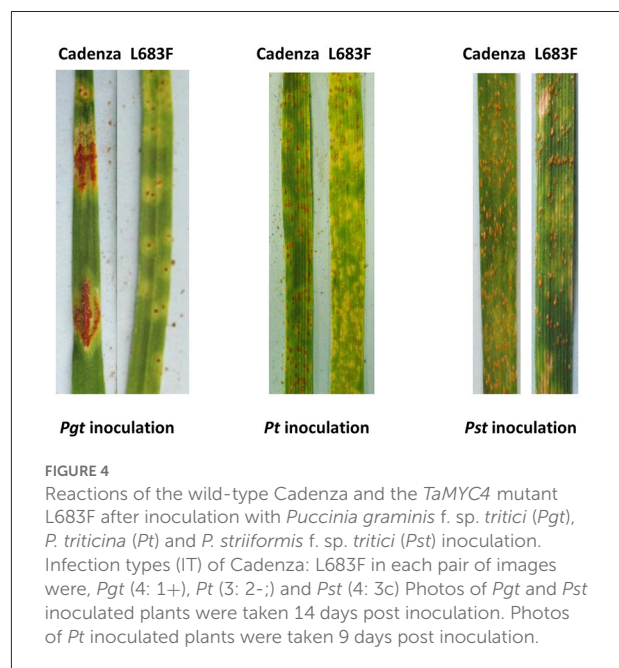 Cadenza L683F Cadenza L683F Cadenza L683F
Pgt inoculation Pt inoculation Pst inoculation
FIGURE 4
Reactions of the wild-type Cadenza and the TaMYC4 mutant
L683F after inoculation with Puccinia graminis f. sp. tritici (Pgt),
P. triticina (Pt) and P. striiformis f. sp. tritici (Pst) inoculation.
Infection types (IT) of Cadenza: L683F in each pair of images
were, Pgt (4: 1+), Pt (3: 2-;) and Pst (4: 3c) Photos of Pgt and Pst
inoculated plants were taken 14 days post inoculation. Photos
of Pt inoculated plants were taken 9 days post inoculation.